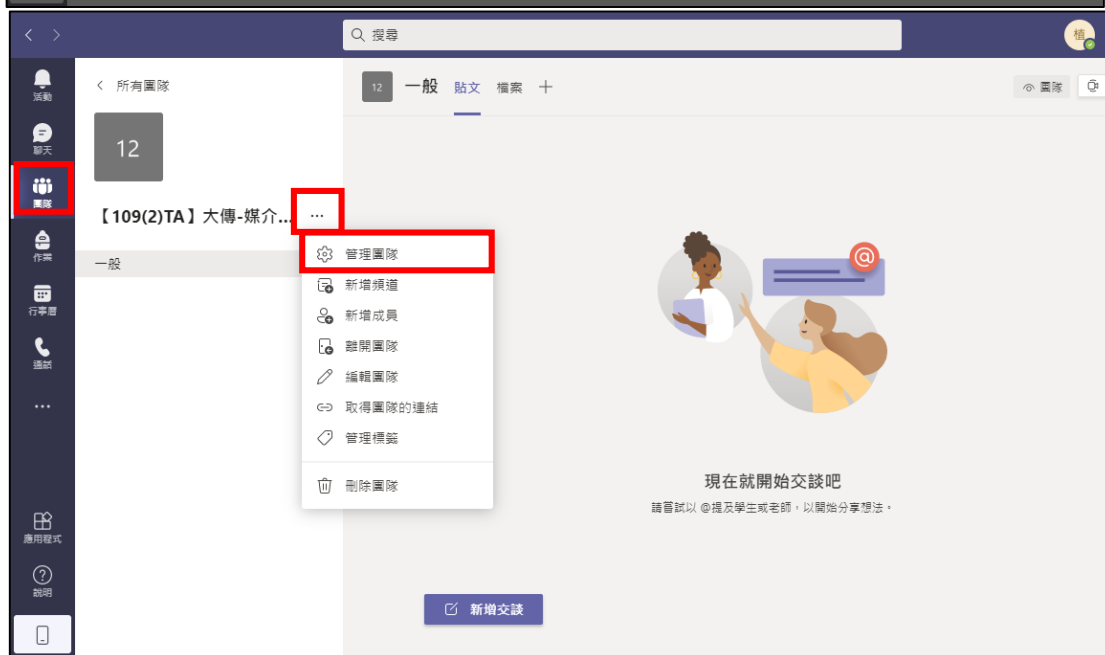 搜尋
植
活動
聊天
團隊
作業
行事曆
通話
應用程式
說明
所有團隊
12
【109(2)TA】大傳-媒介... ...
一般
管理團隊
新增頻道
新增成員
離開團隊
編輯團隊
取得團隊的連結
管理標籤
刪除團隊
12 一般 貼文 檔案
團隊
@
現在就開始交談吧
請嘗試以 @提及學生或老師，以開始分享想法。
新增交談